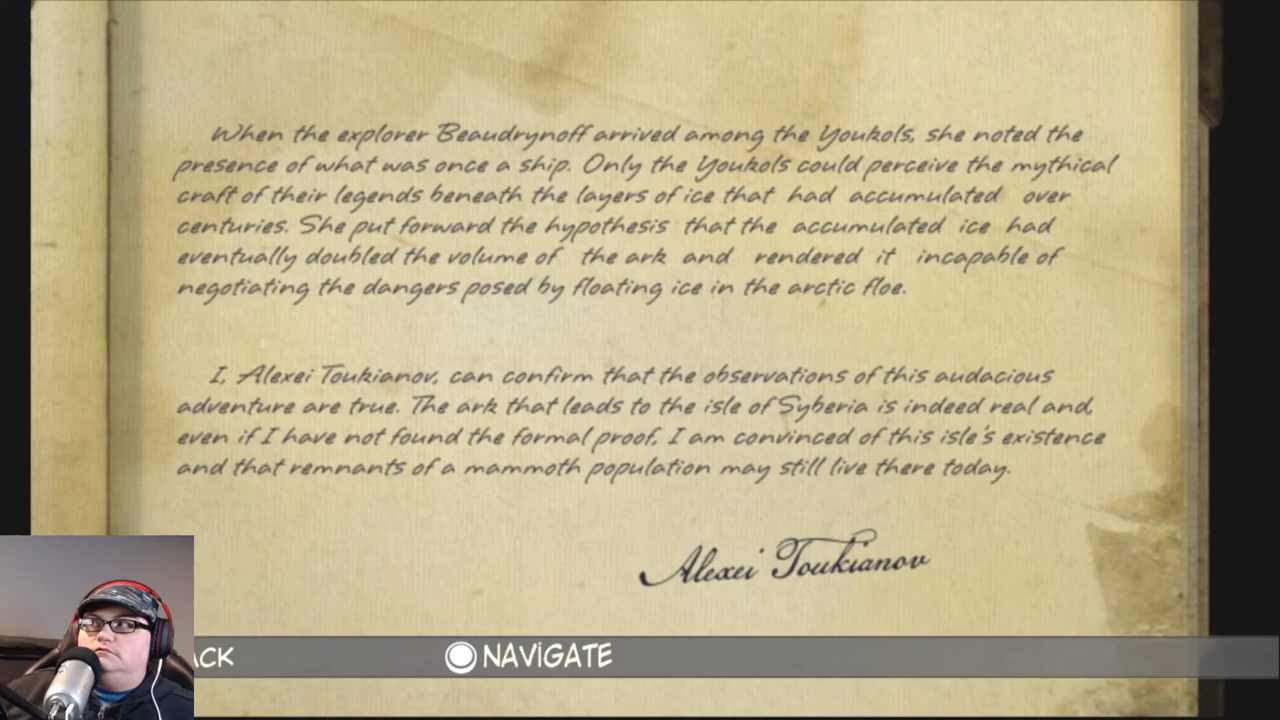 When the explorer Beaudrynoff arrived among the Youkols, she noted the
presence of what was once a ship. Only the Youkols could perceive the mythical
craft of their legends beneath the layers of ice that had accumulated over
centuries. She put forward the hypothesis that the accumulated ice had
eventually doubled the volume of the ark and rendered it incapable of
negotiating the dangers posed by floating ice in the arctic floe.
I, Alexei Toukianov, can confirm that the observations of this audacious
adventure are true. The ark that leads to the isle of Syberia is indeed real and,
even if I have not found the formal proof, I am convinced of this isle's existence
and that remnants of a mammoth population may still live there today.
Alexei Toukianov
ACK NAVIGATE